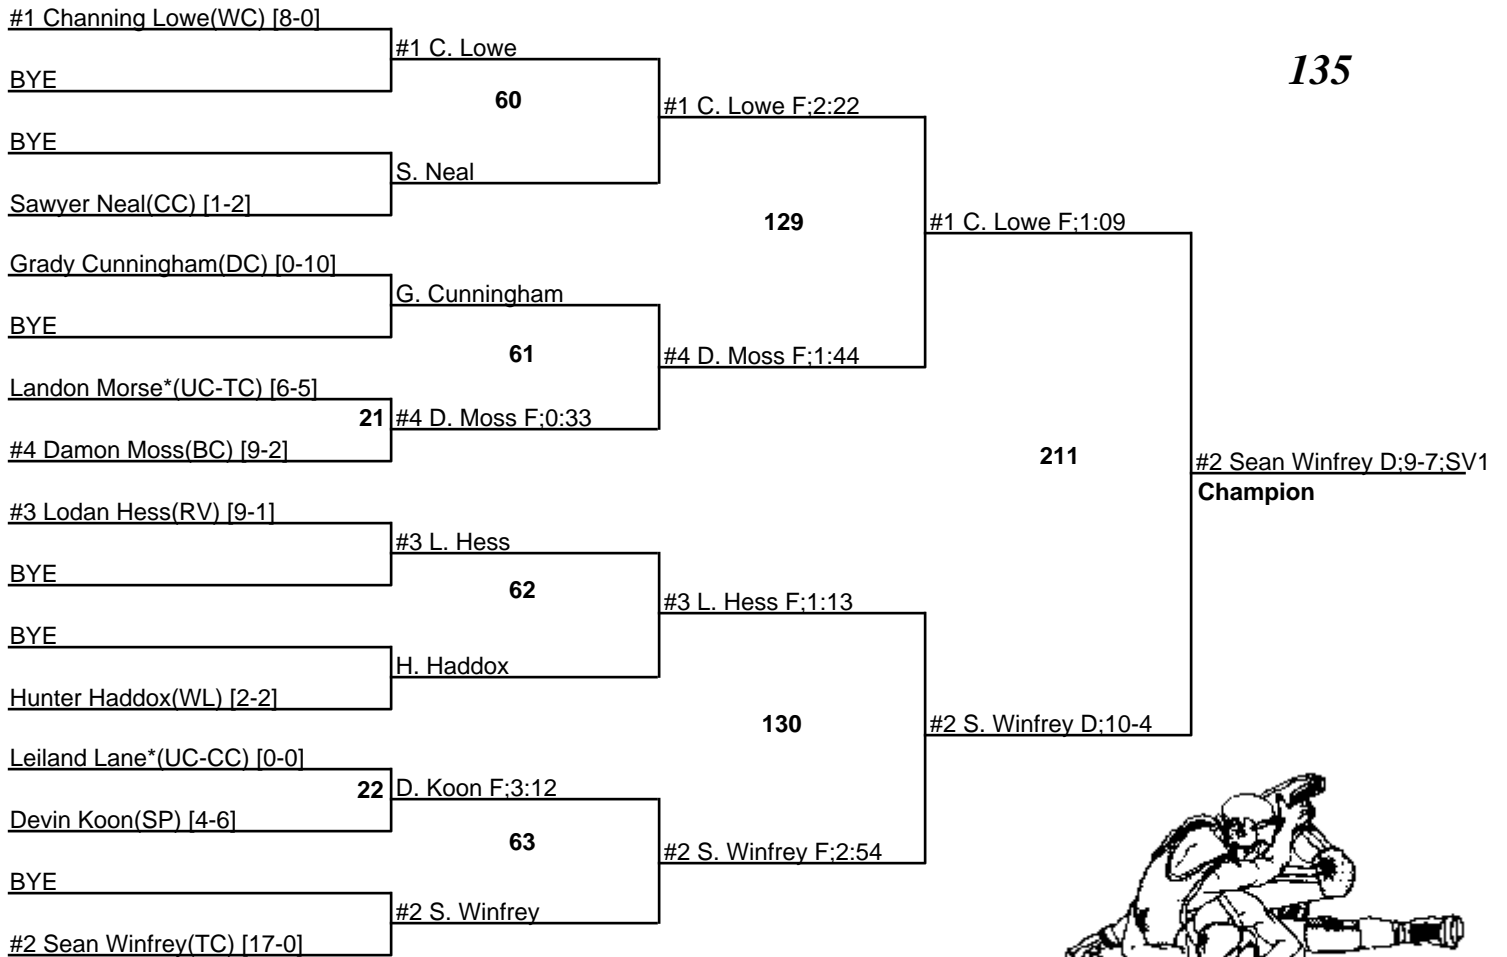 #1 Channing Lowe(WC) [8-0]
BYE
BYE
Sawyer Neal(CC) [1-2]
Grady Cunningham(DC) [0-10]
BYE
Landon Morse*(UC-TC) [6-5]
#4 Damon Moss(BC) [9-2]
#3 Lodan Hess(RV) [9-1]
BYE
BYE
Hunter Haddox(WL) [2-2]
Leiland Lane*(UC-CC) [0-0]
Devin Koon(SP) [4-6]
BYE
#2 Sean Winfrey(TC) [17-0]
21
22
#1 C. Lowe
S. Neal
G. Cunningham
#4 D. Moss F;0:33
#3 L. Hess
H. Haddox
D. Koon F;3:12
#2 S. Winfrey
60
61
62
63
#1 C. Lowe F;2:22
#4 D. Moss F;1:44
#3 L. Hess F;1:13
#2 S. Winfrey F;2:54
129
130
#1 C. Lowe F;1:09
#2 S. Winfrey D;10-4
211
#2 Sean Winfrey D;9-7;SV1
Champion
135